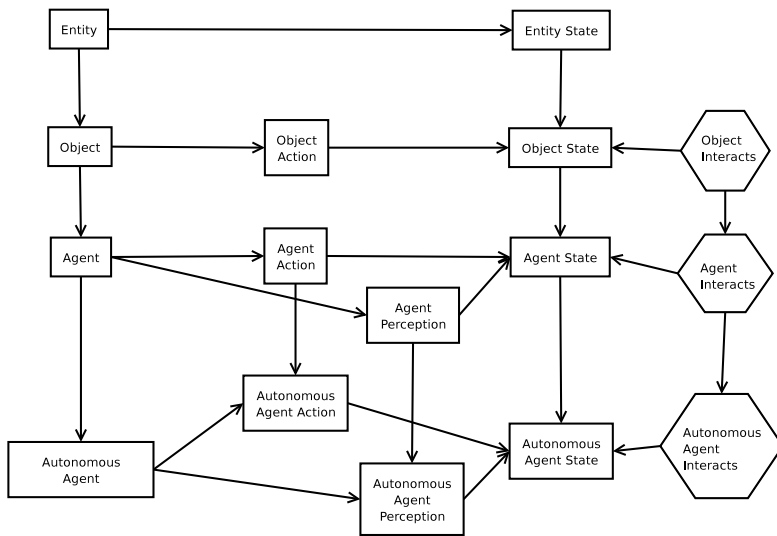 Entity
Entity State
Object
Object
Action
Object State
Object
Interacts
Agent
Agent
Action
Agent State
Agent
Interacts
Agent
Perception
Autonomous
Agent Action
Autonomous
Agent
Autonomous
Agent State
Autonomous
Agent
Interacts
Autonomous
Agent
Perception